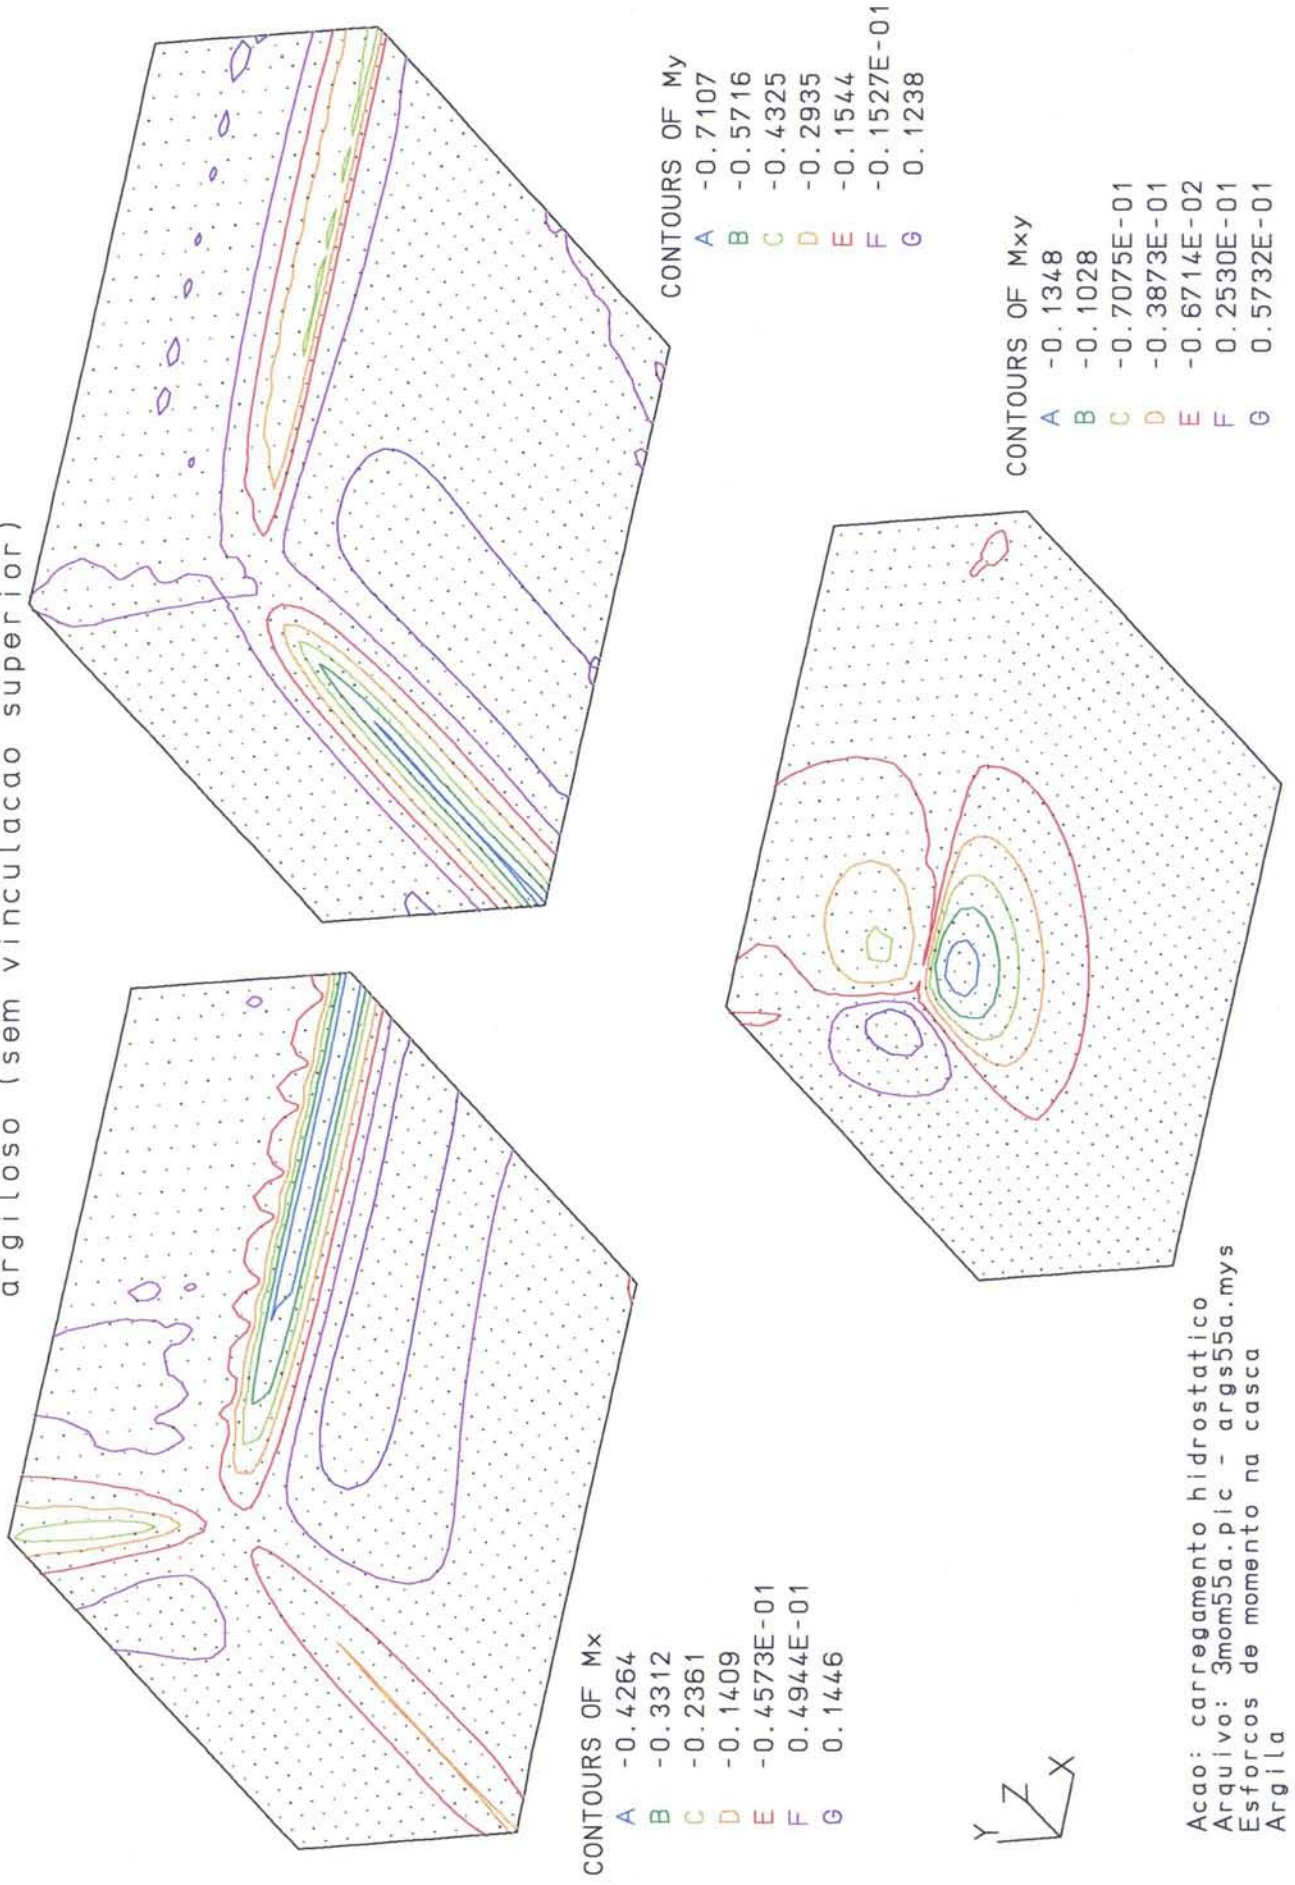 argiloso (sem vinculacao superior)
CONTOURS OF Mx
A -0.4264
B -0.3312
C -0.2361
D -0.1409
E -0.4573E-01
F 0.4944E-01
G 0.1446
CONTOURS OF My
A -0.7107
B -0.5716
C -0.4325
D -0.2935
E -0.1544
F -0.1527E-01
G 0.1238
CONTOURS OF Mxy
A -0.1348
B -0.1028
C -0.7075E-01
D -0.3873E-01
E -0.6714E-02
F 0.2530E-01
G 0.5732E-01
Y
Z
X
Acao: carregamento hidrostatico
Arquivo: 3mom55a.pic - args55a.mys
Esforcos de momento na casca
Argila